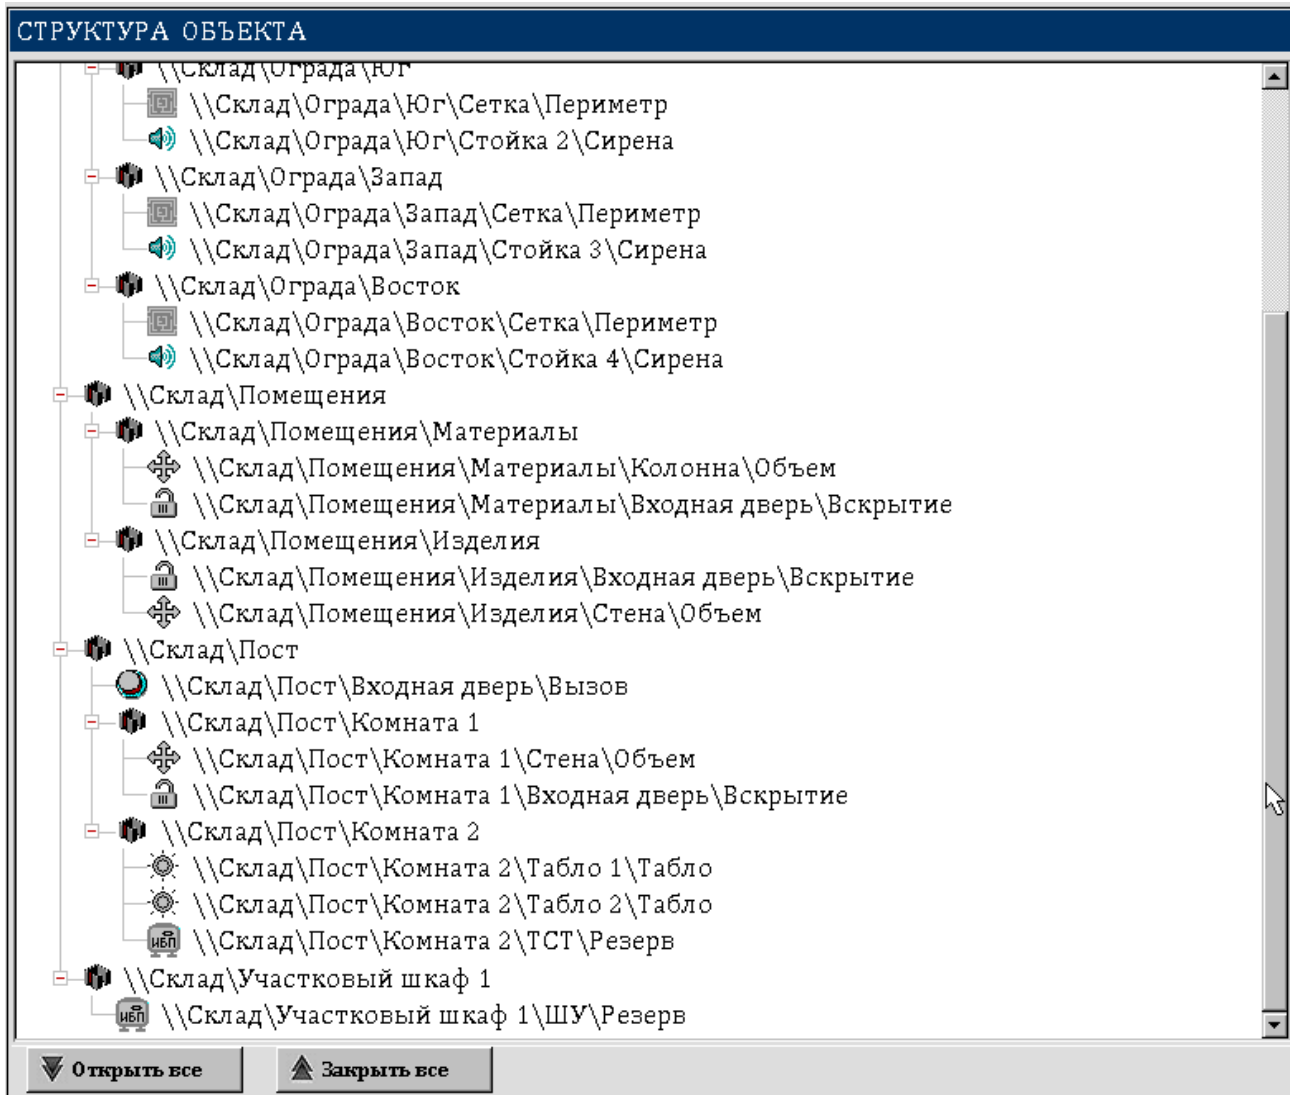 СТРУКТУРА ОБЪЕКТА
\\Склад\Ограда\Юг
\\Склад\Ограда\Юг\Сетка\Периметр
\\Склад\Ограда\Юг\Стойка 2\Сирена
\\Склад\Ограда\Запад
\\Склад\Ограда\Запад\Сетка\Периметр
\\Склад\Ограда\Запад\Стойка 3\Сирена
\\Склад\Ограда\Восток
\\Склад\Ограда\Восток\Сетка\Периметр
\\Склад\Ограда\Восток\Стойка 4\Сирена
\\Склад\Помещения
\\Склад\Помещения\Материалы
\\Склад\Помещения\Материалы\Колонна\Объем
\\Склад\Помещения\Материалы\Входная дверь\Вскрытие
\\Склад\Помещения\Изделия
\\Склад\Помещения\Изделия\Входная дверь\Вскрытие
\\Склад\Помещения\Изделия\Стена\Объем
\\Склад\Пост
\\Склад\Пост\Входная дверь\Вызов
\\Склад\Пост\Комната 1
\\Склад\Пост\Комната 1\Стена\Объем
\\Склад\Пост\Комната 1\Входная дверь\Вскрытие
\\Склад\Пост\Комната 2
\\Склад\Пост\Комната 2\Табло 1\Табло
\\Склад\Пост\Комната 2\Табло 2\Табло
ИБП \\Склад\Пост\Комната 2\ТСТ\Резерв
\\Склад\Участковый шкаф 1
ИБП \\Склад\Участковый шкаф 1\ШУ\Резерв
Открыть все Закрыть все